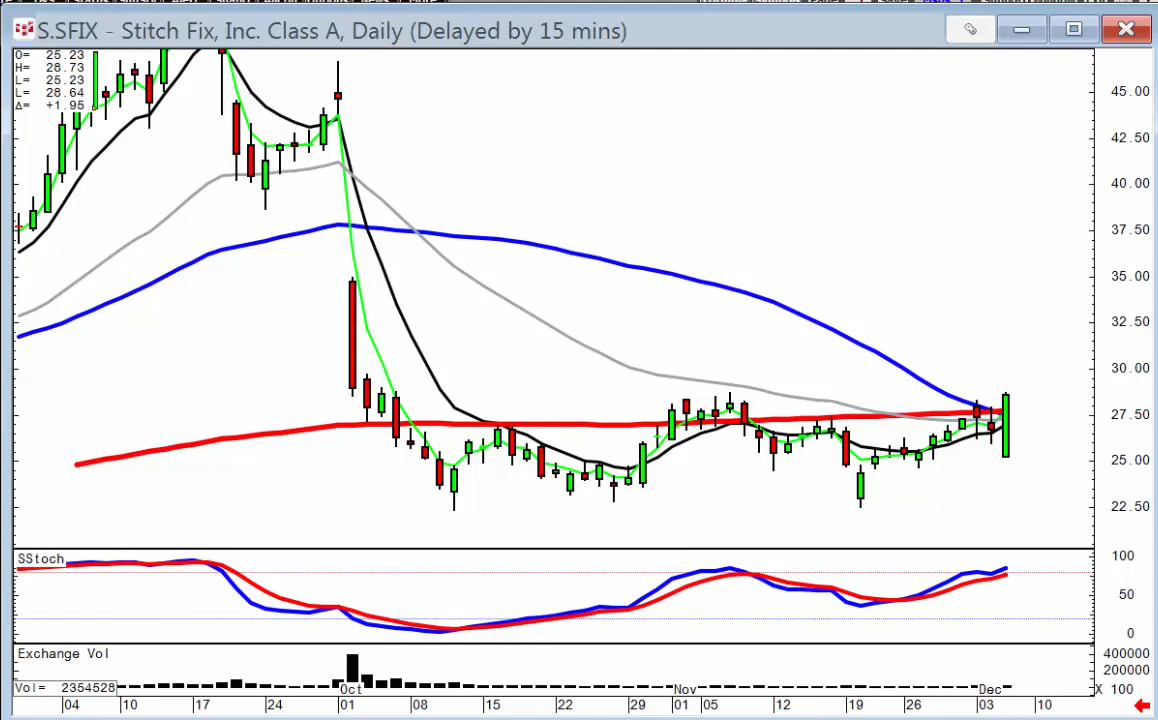 S.SFIX - Stitch Fix, Inc. Class A, Daily (Delayed by 15 mins)
O= 25.23
H= 28.73
L= 25.23
L= 28.64
Δ= +1.95
45.00
42.50
40.00
37.50
35.00
32.50
30.00
27.50
25.00
22.50
SStoch
100
50
0
Exchange Vol
400000
200000
Vol= 2354528
Oct
Nov
Dec
X 100
04 10 17 24 01 08 15 22 29 01 05 12 19 26 03 10